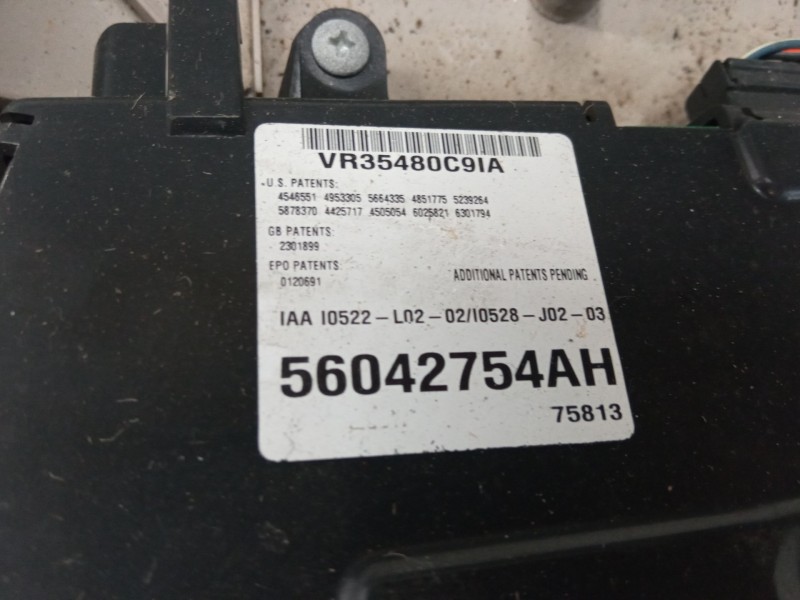 VR35480C9IA
U.S. PATENTS:
4546551 4953305 5664335 4851775 5239264
5878370 4425717 4505054 6025821 6301794
GB PATENTS:
2301899
EPO PATENTS:
0120691
ADDITIONAL PATENTS PENDING
IAA I0522-L02-02/I0528-J02-03
56042754AH
75813